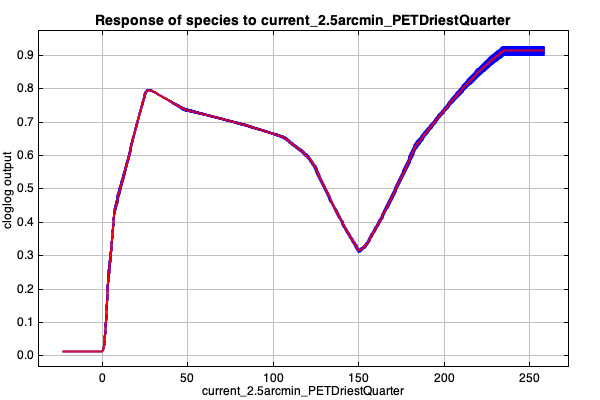 Response of species to current_2.5arcmin_PETDriestQuarter
cloglog output
0.9
0.8
0.7
0.6
0.5
0.4
0.3
0.2
0.1
0.0
0 50 100 150 200 250
current_2.5arcmin_PETDriestQuarter